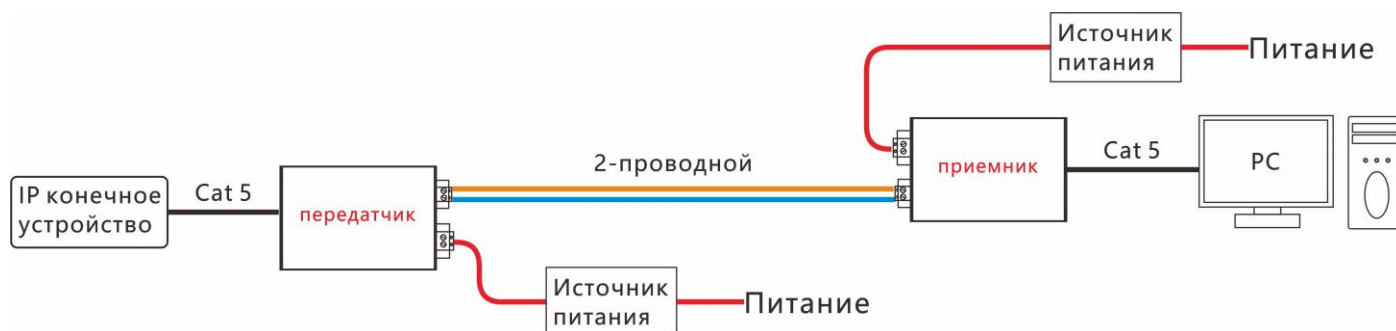 Источник
питания
Питание
2-проводной
Cat 5
PC
приемник
IP конечное
устройство
Cat 5
передатчик
Источник
питания
Питание